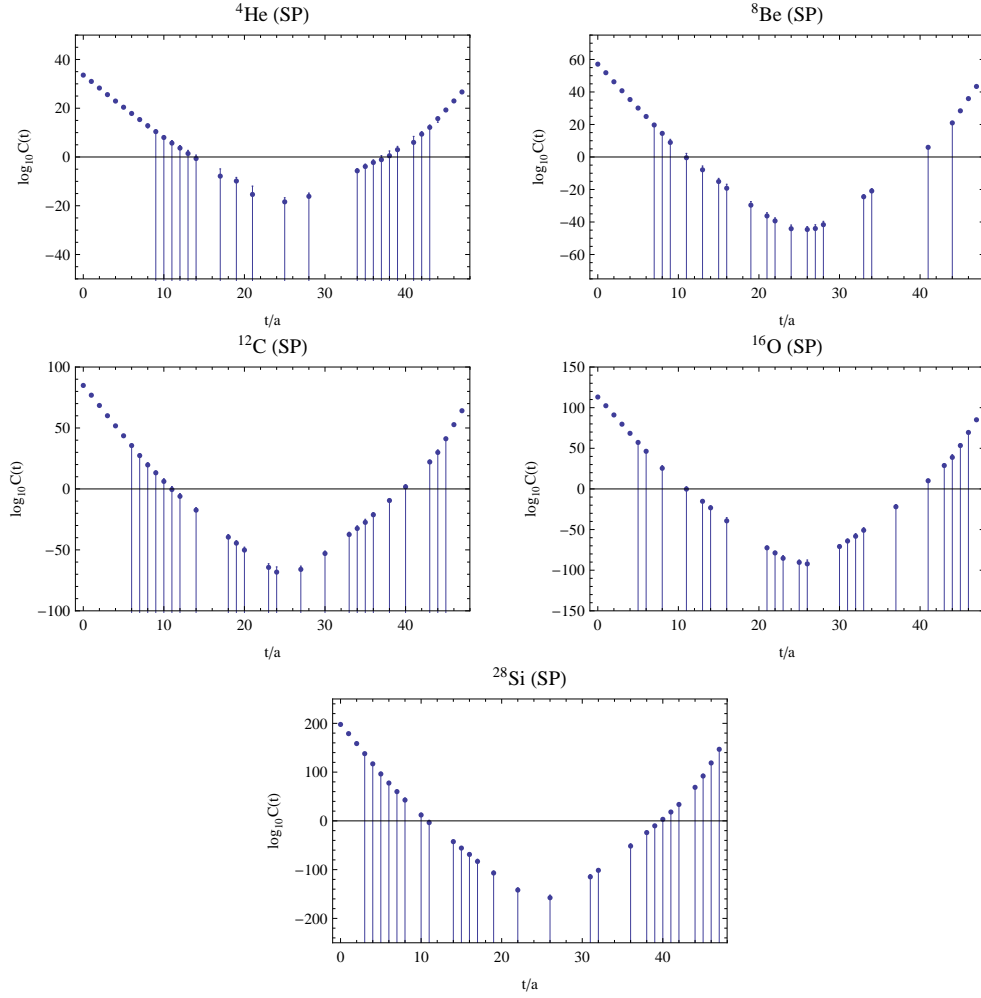 ⁴He (SP)
log₁₀C(t)
40
20
0
−20
−40
0 10 20 30 40
t/a
⁸Be (SP)
log₁₀C(t)
60
40
20
0
−20
−40
−60
0 10 20 30 40
t/a
¹²C (SP)
log₁₀C(t)
100
50
0
−50
−100
0 10 20 30 40
t/a
¹⁶O (SP)
log₁₀C(t)
150
100
50
0
−50
−100
−150
0 10 20 30 40
t/a
²⁸Si (SP)
log₁₀C(t)
200
100
0
−100
−200
0 10 20 30 40
t/a